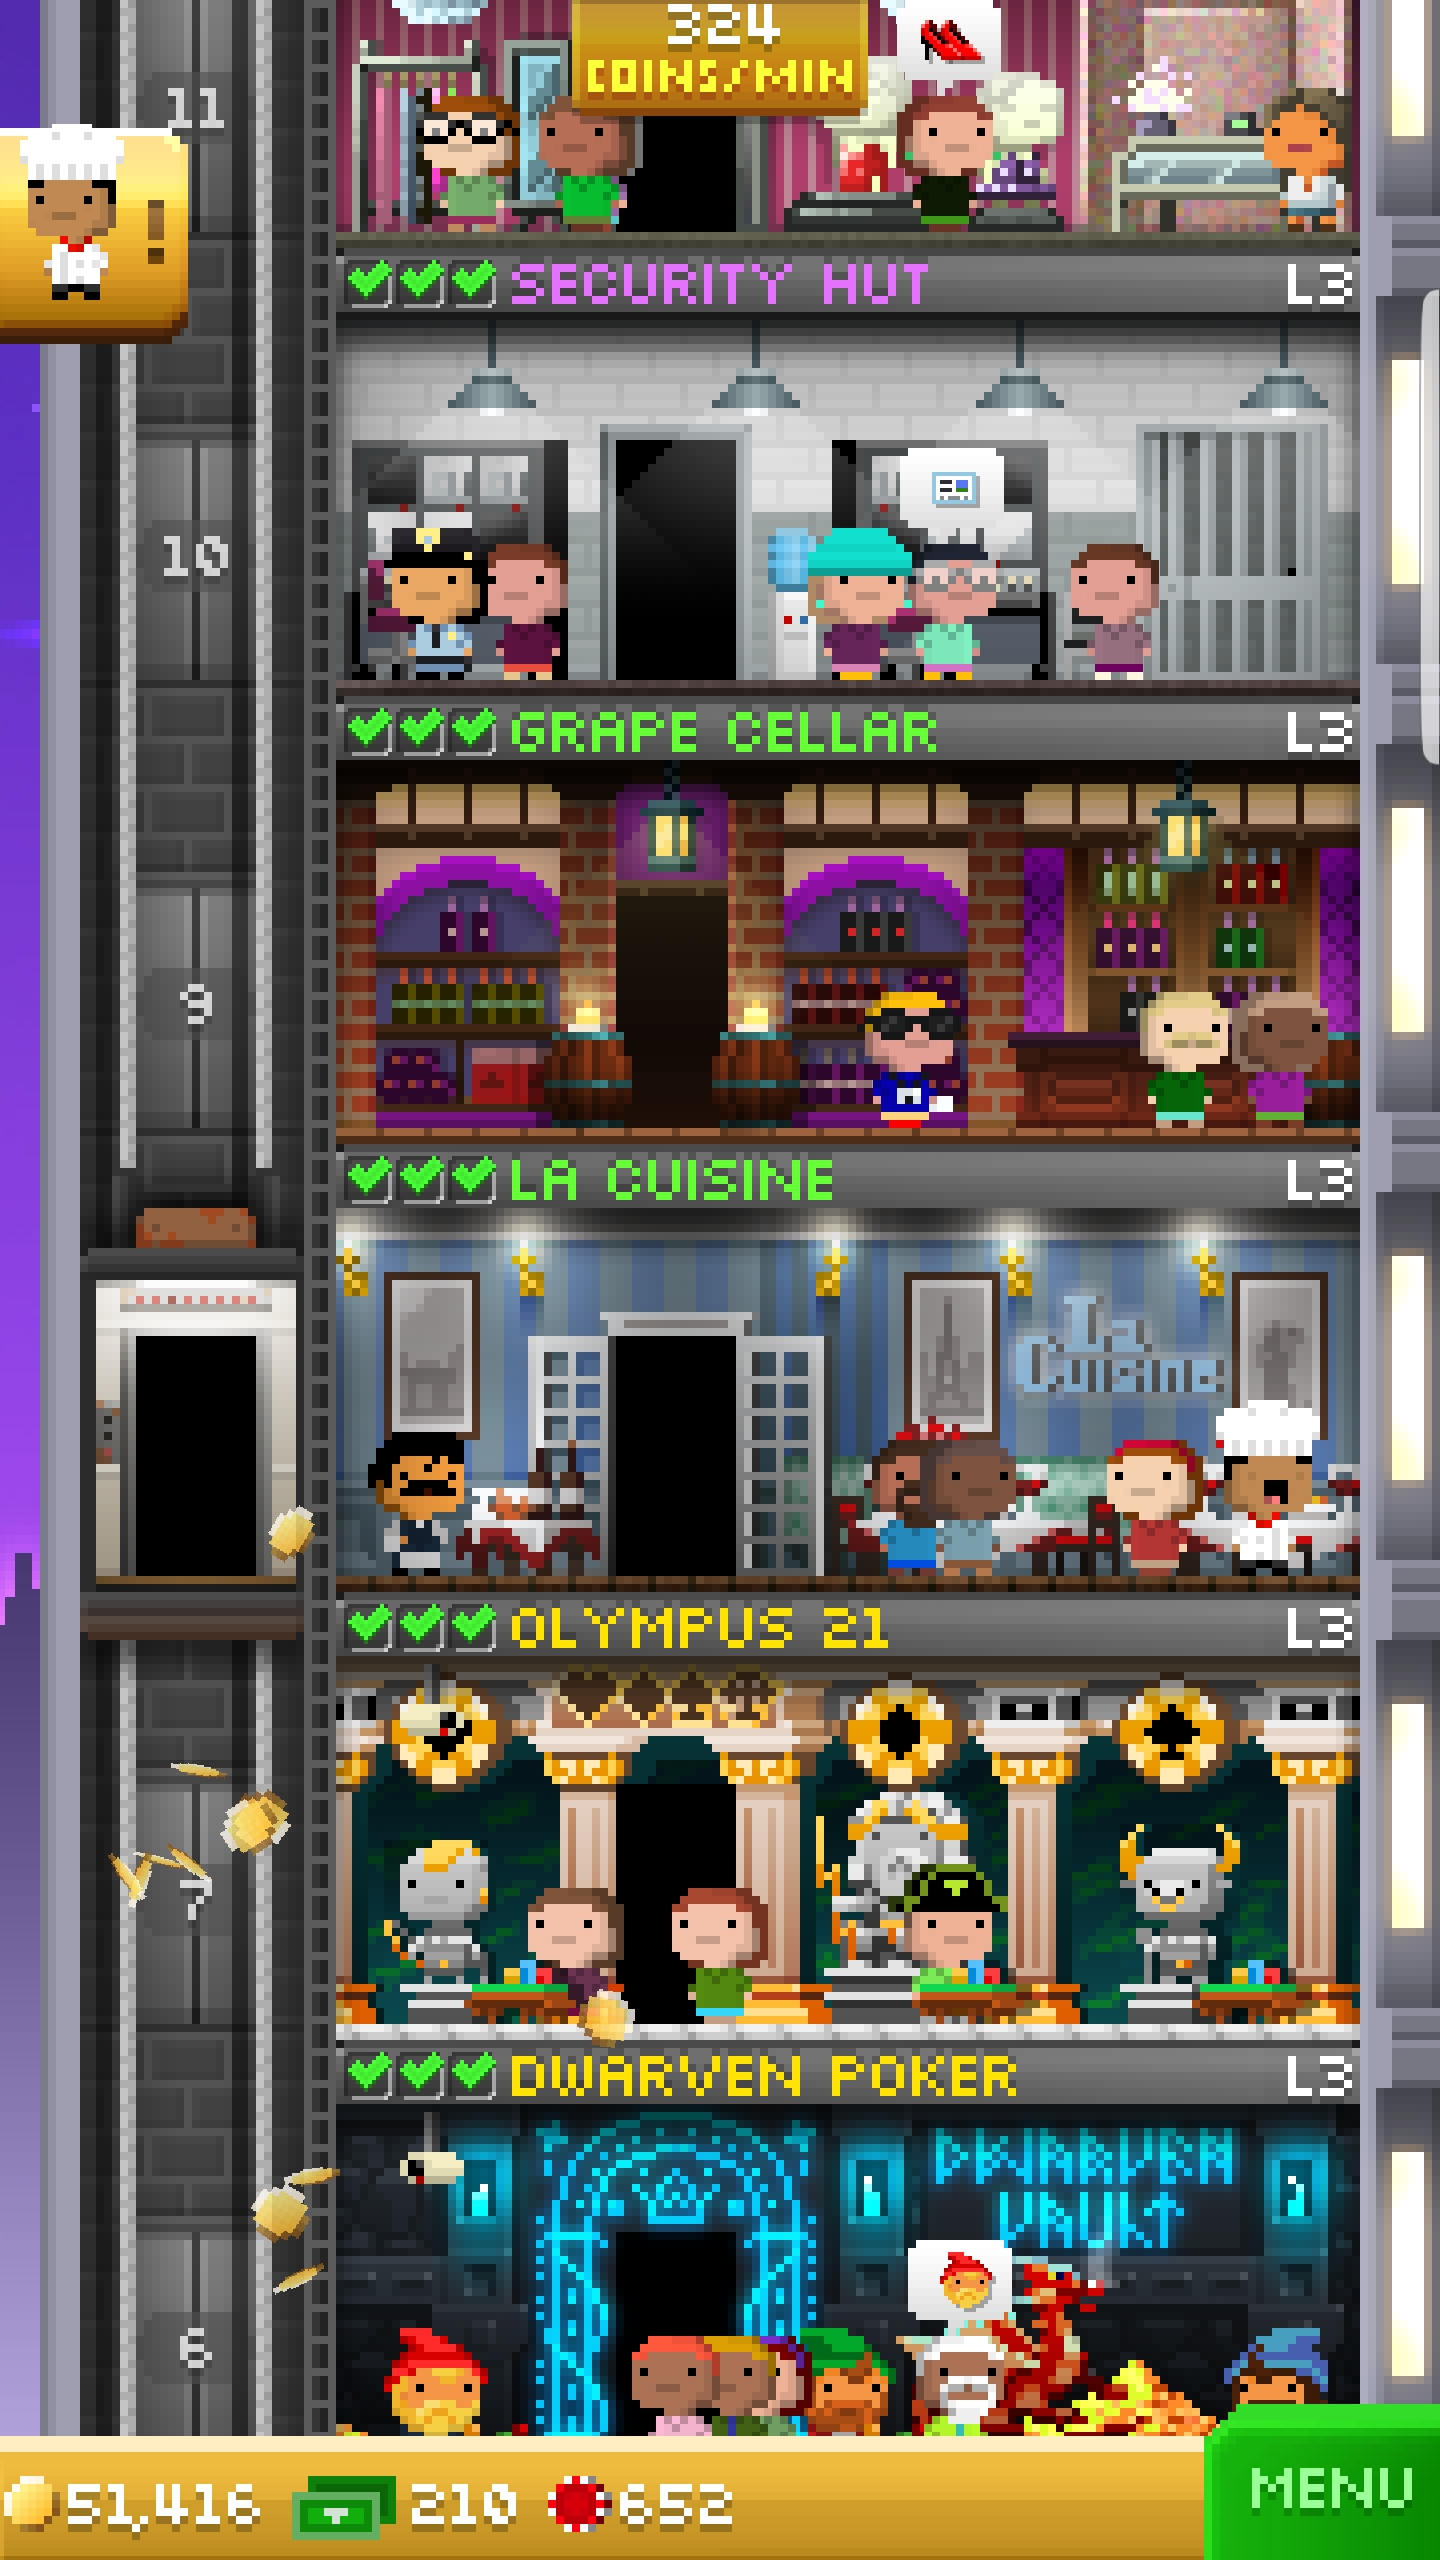 324
COINS/MIN
11
!
SECURITY HUT L3
10
GRAPE CELLAR L3
9
LA CUISINE L3
La
Cuisine
OLYMPUS 21 L3
7
DWARVEN POKER L3
DWARVEN
VAULT
6
51,416 210 652
MENU